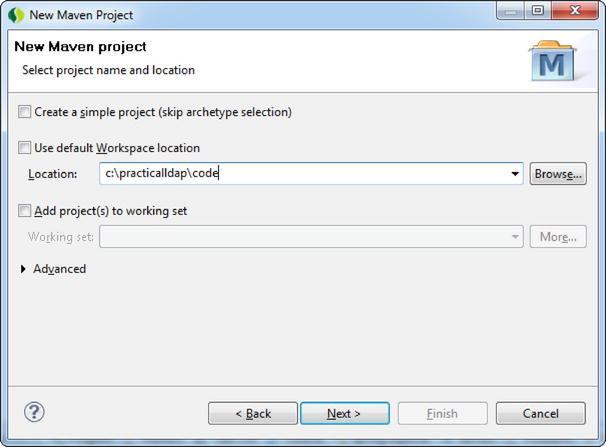 New Maven Project
New Maven project
Select project name and location
M
Create a simple project (skip archetype selection)
Use default Workspace location
Location: c:\practicalldap\code Browse...
Add project(s) to working set
Working set: More...
Advanced
? < Back Next > Finish Cancel